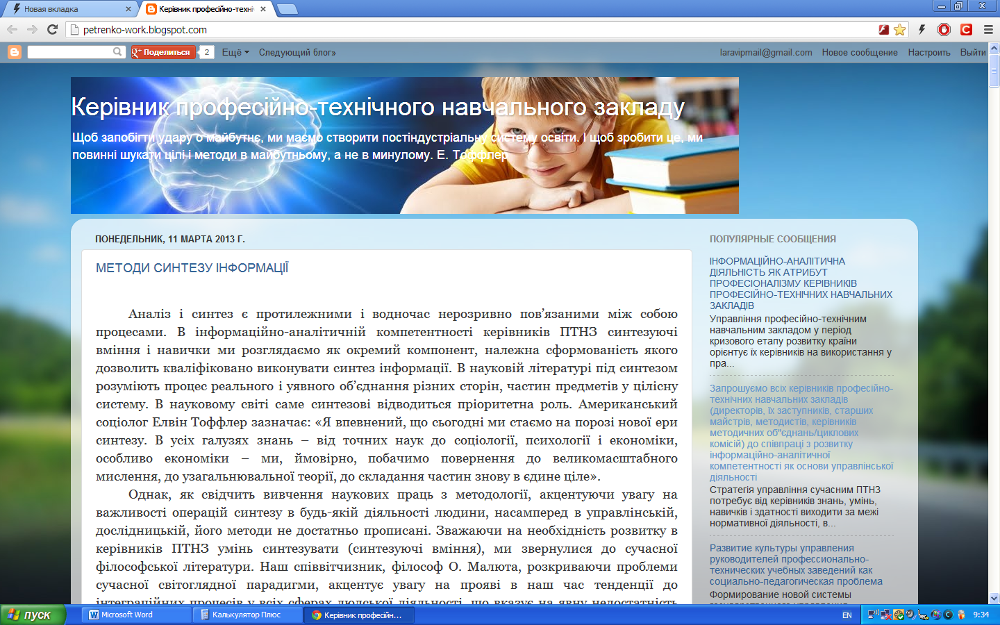 Новая вкладка
Керівник професійно-техні
petrenko-work.blogspot.com
Поделиться
2
Ещё
Следующий блог»
laravipmail@gmail.com
Новое сообщение
Настроить
Выйти
Керівник професійно-технічного навчального закладу
Щоб запобігти удару о майбутнє, ми маємо створити постіндустріальну систему освіти. І щоб зробити це, ми
повинні шукати цілі і методи в майбутньому, а не в минулому. Е. Тоффлер
ПОНЕДЕЛЬНИК, 11 МАРТА 2013 Г.
МЕТОДИ СИНТЕЗУ ІНФОРМАЦІЇ
Аналіз і синтез є протилежними і водночас нерозривно пов’язаними між собою
процесами. В інформаційно-аналітичній компетентності керівників ПТНЗ синтезуючі
вміння і навички ми розглядаємо як окремий компонент, належна сформованість якого
дозволить кваліфіковано виконувати синтез інформації. В науковій літературі під синтезом
розуміють процес реального і уявного об’єднання різних сторін, частин предметів у цілісну
систему. В науковому світі саме синтезові відводиться пріоритетна роль. Американський
соціолог Елвін Тоффлер зазначає: «Я впевнений, що сьогодні ми стаємо на порозі нової ери
синтезу. В усіх галузях знань – від точних наук до соціології, психології і економіки,
особливо економіки – ми, ймовірно, побачимо повернення до великомасштабного
мислення, до узагальнювальної теорії, до складання частин знову в єдине ціле».
Однак, як свідчить вивчення наукових праць з методології, акцентуючи увагу на
важливості операцій синтезу в будь-якій діяльності людини, насамперед в управлінській,
дослідницькій, його методи не достатньо прописані. Зважаючи на необхідність розвитку в
керівників ПТНЗ умінь синтезувати (синтезуючі вміння), ми звернулися до сучасної
філософської літератури. Наш співвітчизник, філософ О. Малюта, розкриваючи проблеми
сучасної світоглядної парадигми, акцентує увагу на прояві в наш час тенденції до
інтеграційних процесів у всіх сферах людської діяльності, що вказує на явну недостатність
ПОПУЛЯРНЫЕ СООБЩЕНИЯ
ІНФОРМАЦІЙНО-АНАЛІТИЧНА
ДІЯЛЬНІСТЬ ЯК АТРИБУТ
ПРОФЕСІОНАЛІЗМУ КЕРІВНИКІВ
ПРОФЕСІЙНО-ТЕХНІЧНИХ НАВЧАЛЬНИХ
ЗАКЛАДІВ
Управління професійно-технічним
навчальним закладом у період
кризового етапу розвитку країни
орієнтує їх керівників на використання у
пра...
Запрошуємо всіх керівників професійно-
технічних навчальних закладів
(директорів, їх заступників, старших
майстрів, методистів, керівників
методичних об"єднань/циклових
комісій) до співпраці з розвитку
інформаційно-аналітичної
компетентності як основи управлінської
діяльності
Стратегія управління сучасним ПТНЗ
потребує від керівників знань, умінь,
навичків і здатності виходити за межі
нормативної діяльності, в...
Развитие культуры управления
руководителей профессионально-
технических учебных заведений как
социально-педагогическая проблема
Формирование новой системы
пуск
Microsoft Word
Калькулятор Плюс
Керівник професійн...
EN
9:34